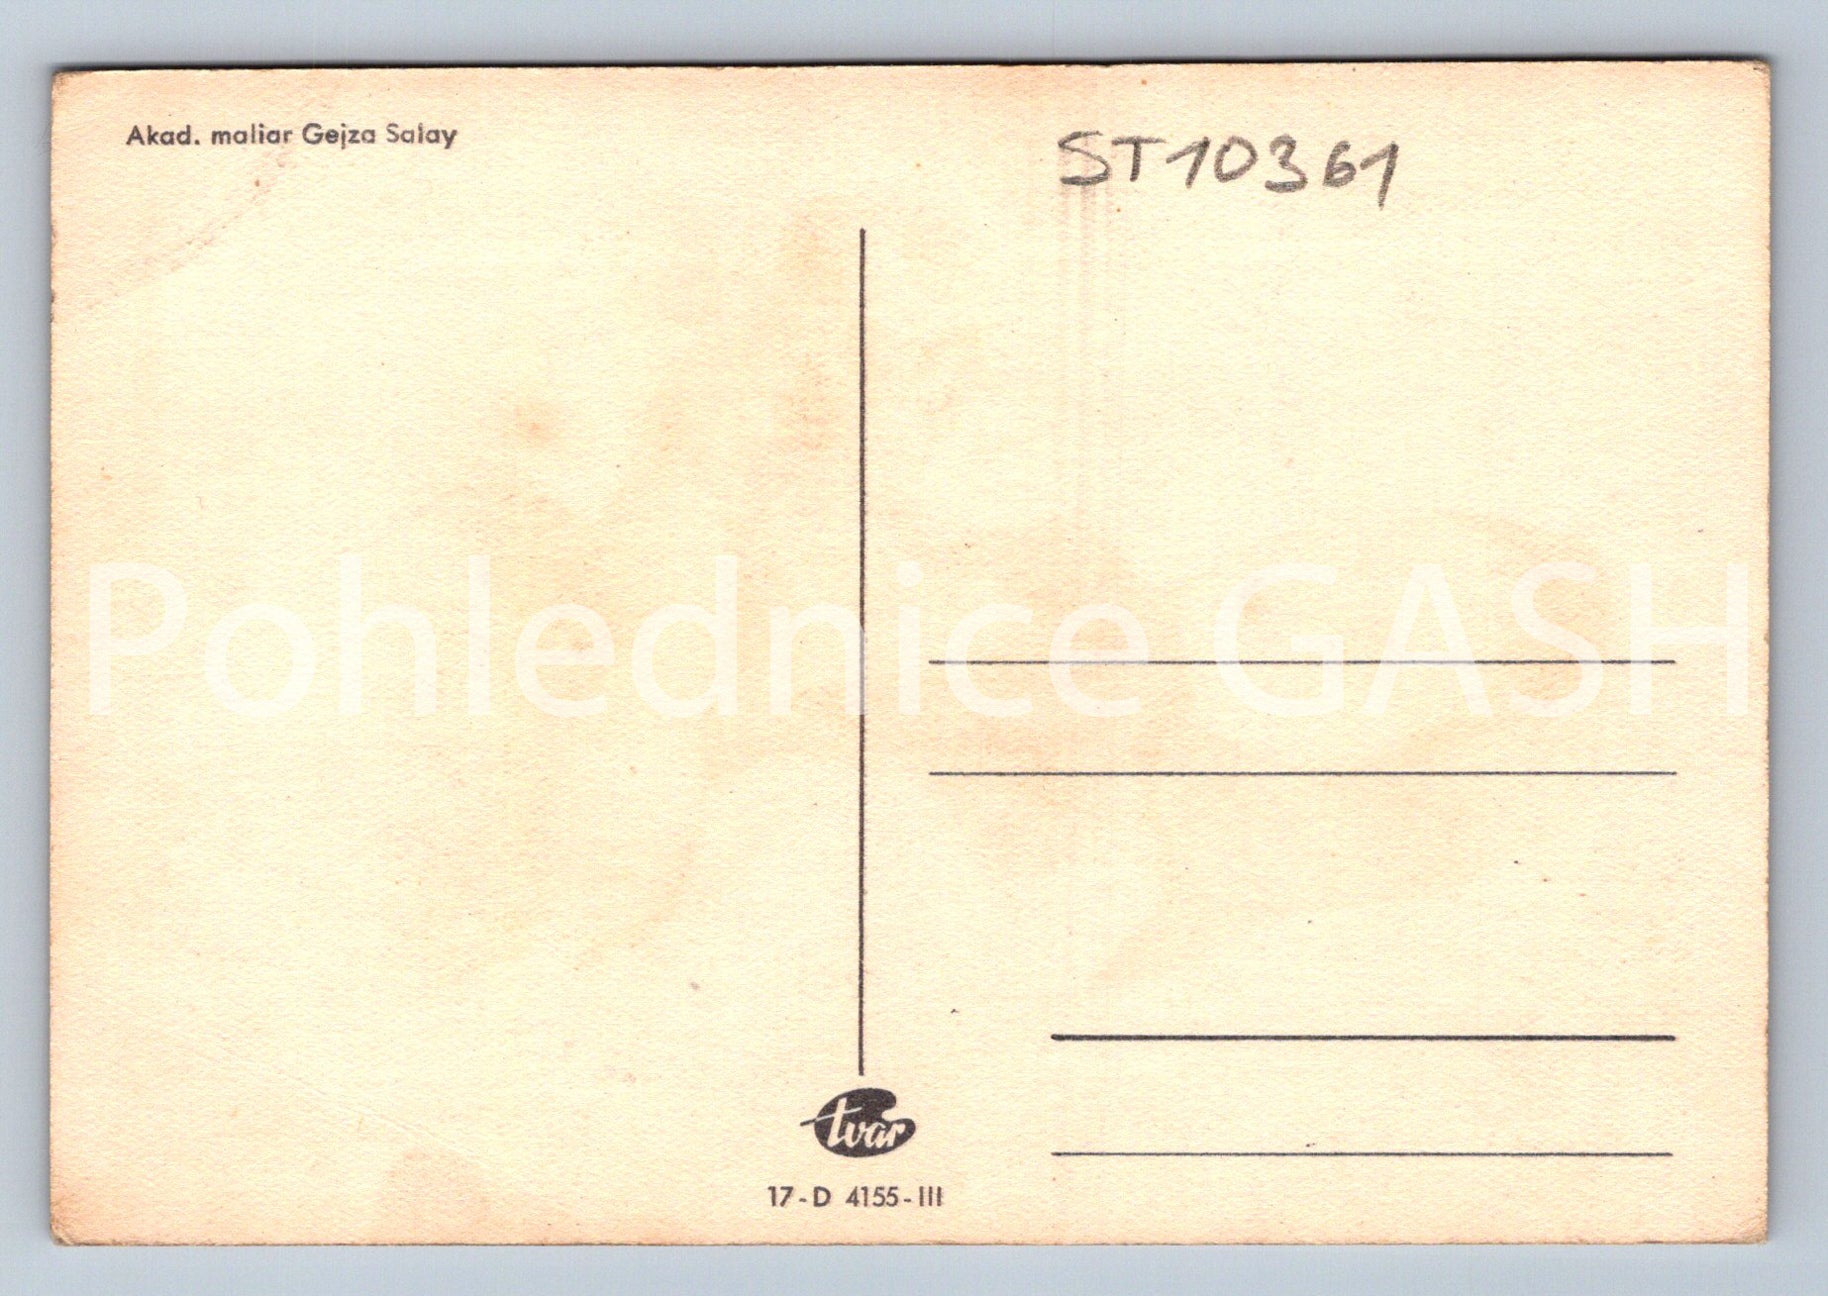 Akad. maliar Gejza Salay
ST10361
Pohlednice GASH
tvar
17-D 4155-III